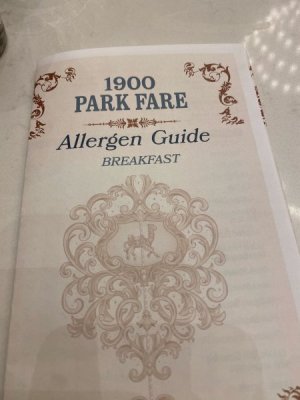 1900
PARK FARE
Allergen Guide
BREAKFAST